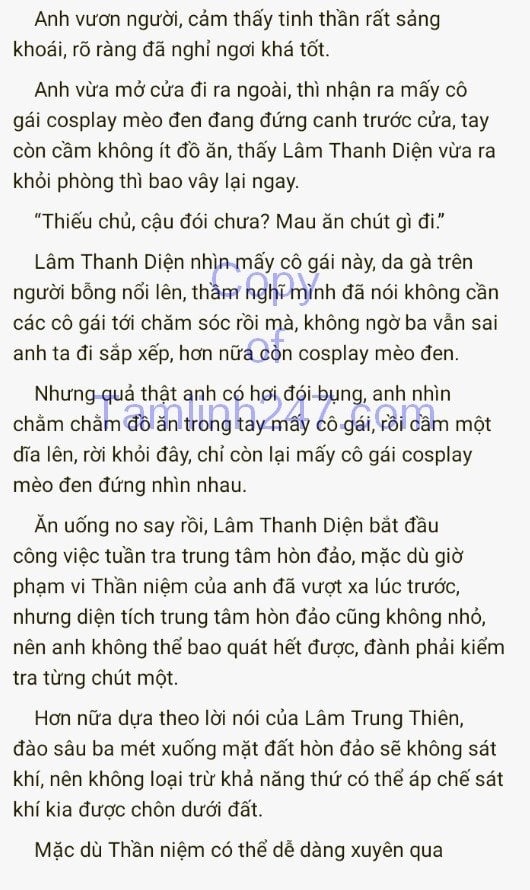 Anh vươn người, cảm thấy tinh thần rất sảng
khoái, rõ ràng đã nghỉ ngơi khá tốt.
Anh vừa mở cửa đi ra ngoài, thì nhận ra mấy cô
gái cosplay mèo đen đang đứng canh trước cửa, tay
còn cầm không ít đồ ăn, thấy Lâm Thanh Diện vừa ra
khỏi phòng thì bao vây lại ngay.
“Thiếu chủ, cậu đói chưa? Mau ăn chút gì đi.”
Lâm Thanh Diện nhìn mấy cô gái này, da gà trên
người bỗng nổi lên, thầm nghĩ mình đã nói không cần
các cô gái tới chăm sóc rồi mà, không ngờ ba vẫn sai
anh ta đi sắp xếp, hơn nữa còn cosplay mèo đen.
Nhưng quả thật anh có hơi đói bụng, anh nhìn
chằm chằm đồ ăn trong tay mấy cô gái, rồi cầm một
dĩa lên, rời khỏi đây, chỉ còn lại mấy cô gái cosplay
mèo đen đứng nhìn nhau.
Ăn uống no say rồi, Lâm Thanh Diện bắt đầu
công việc tuần tra trung tâm hòn đảo, mặc dù giờ
phạm vi Thần niệm của anh đã vượt xa lúc trước,
nhưng diện tích trung tâm hòn đảo cũng không nhỏ,
nên anh không thể bao quát hết được, đành phải kiểm
tra từng chút một.
Hơn nữa dựa theo lời nói của Lâm Trung Thiên,
đào sâu ba mét xuống mặt đất hòn đảo sẽ không sát
khí, nên không loại trừ khả năng thứ có thể áp chế sát
khí kia được chôn dưới đất.
Mặc dù Thần niệm có thể dễ dàng xuyên qua
Copy
of
Tamlinh247.com